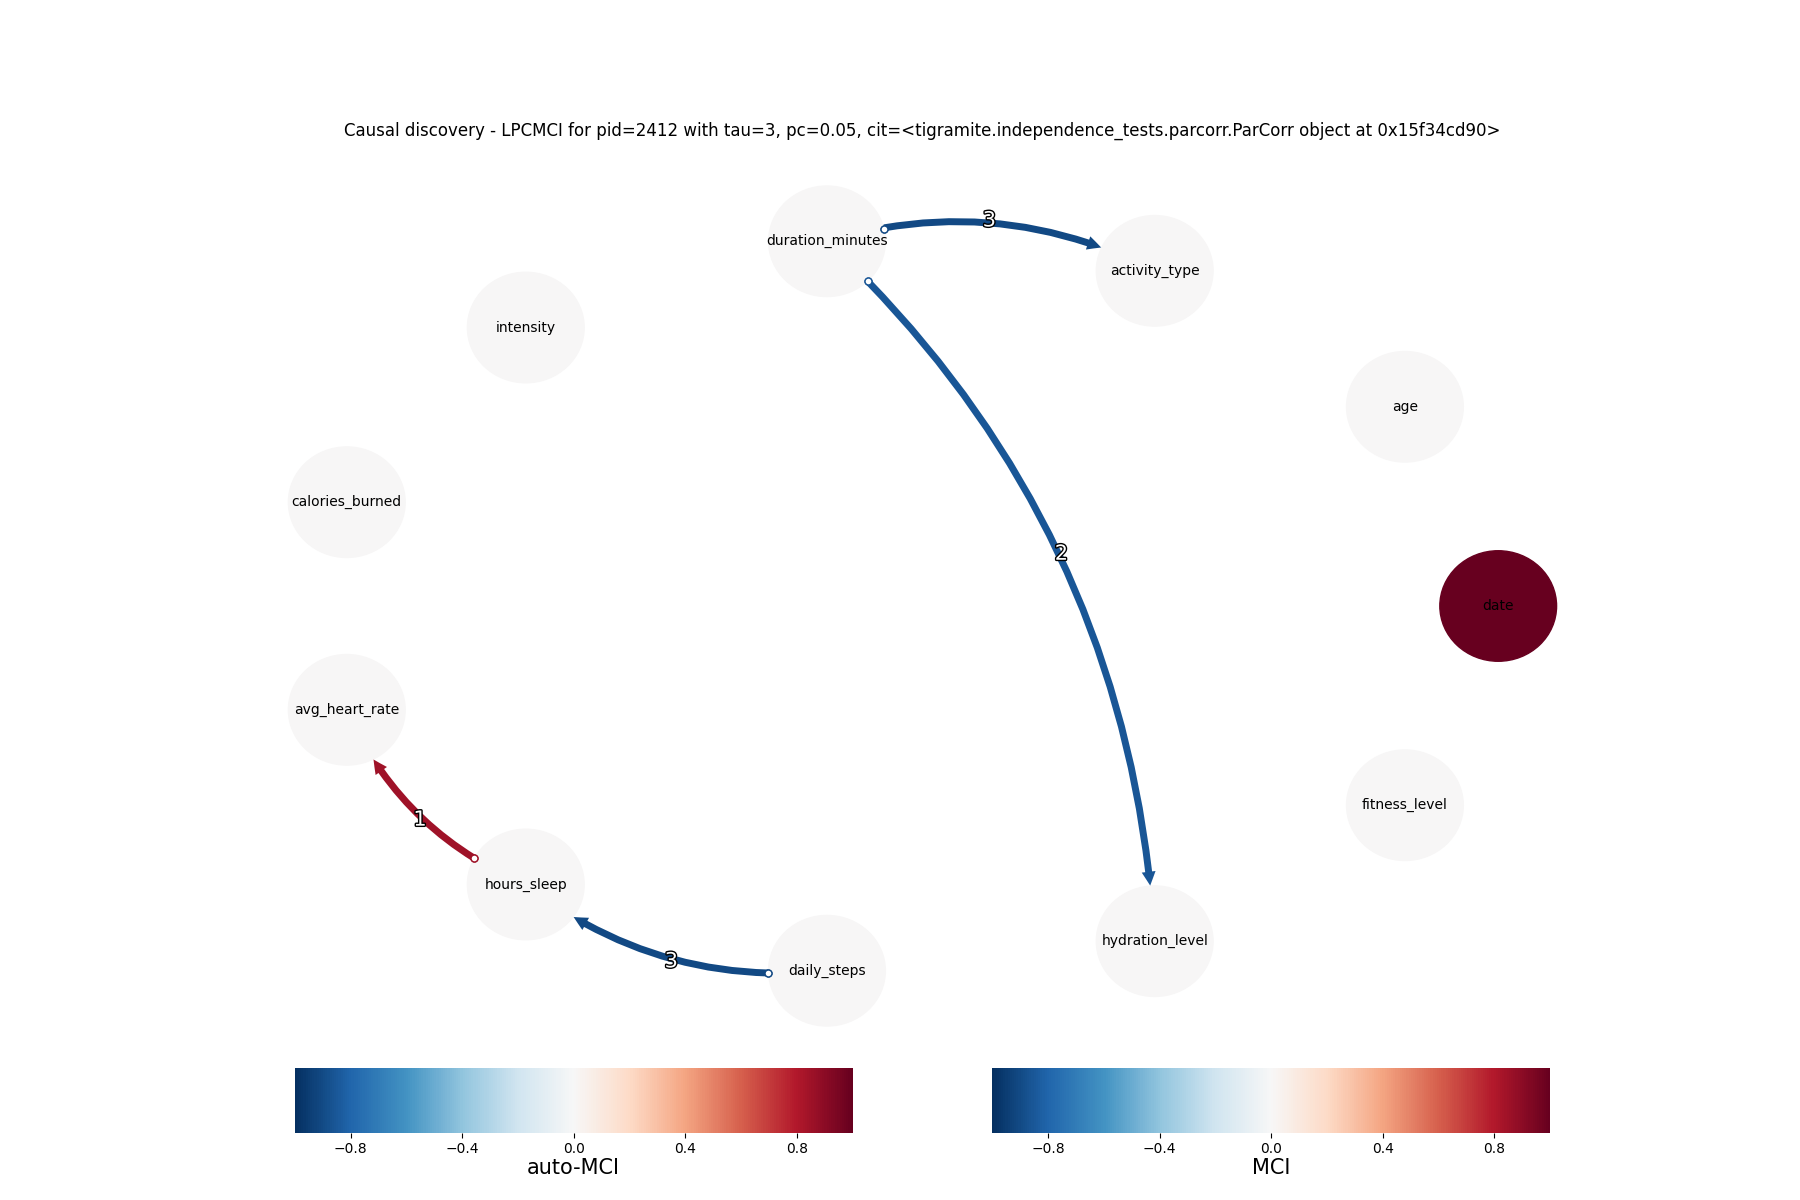 Causal discovery - LPCMCI for pid=2412 with tau=3, pc=0.05, cit=<tigramite.independence_tests.parcorr.ParCorr object at 0x15f34cd90>
3
duration_minutes
activity_type
intensity
age
calories_burned
2
date
avg_heart_rate
fitness_level
1
hours_sleep
hydration_level
3
daily_steps
−0.8 −0.4 0.0 0.4 0.8
auto-MCI
−0.8 −0.4 0.0 0.4 0.8
MCI